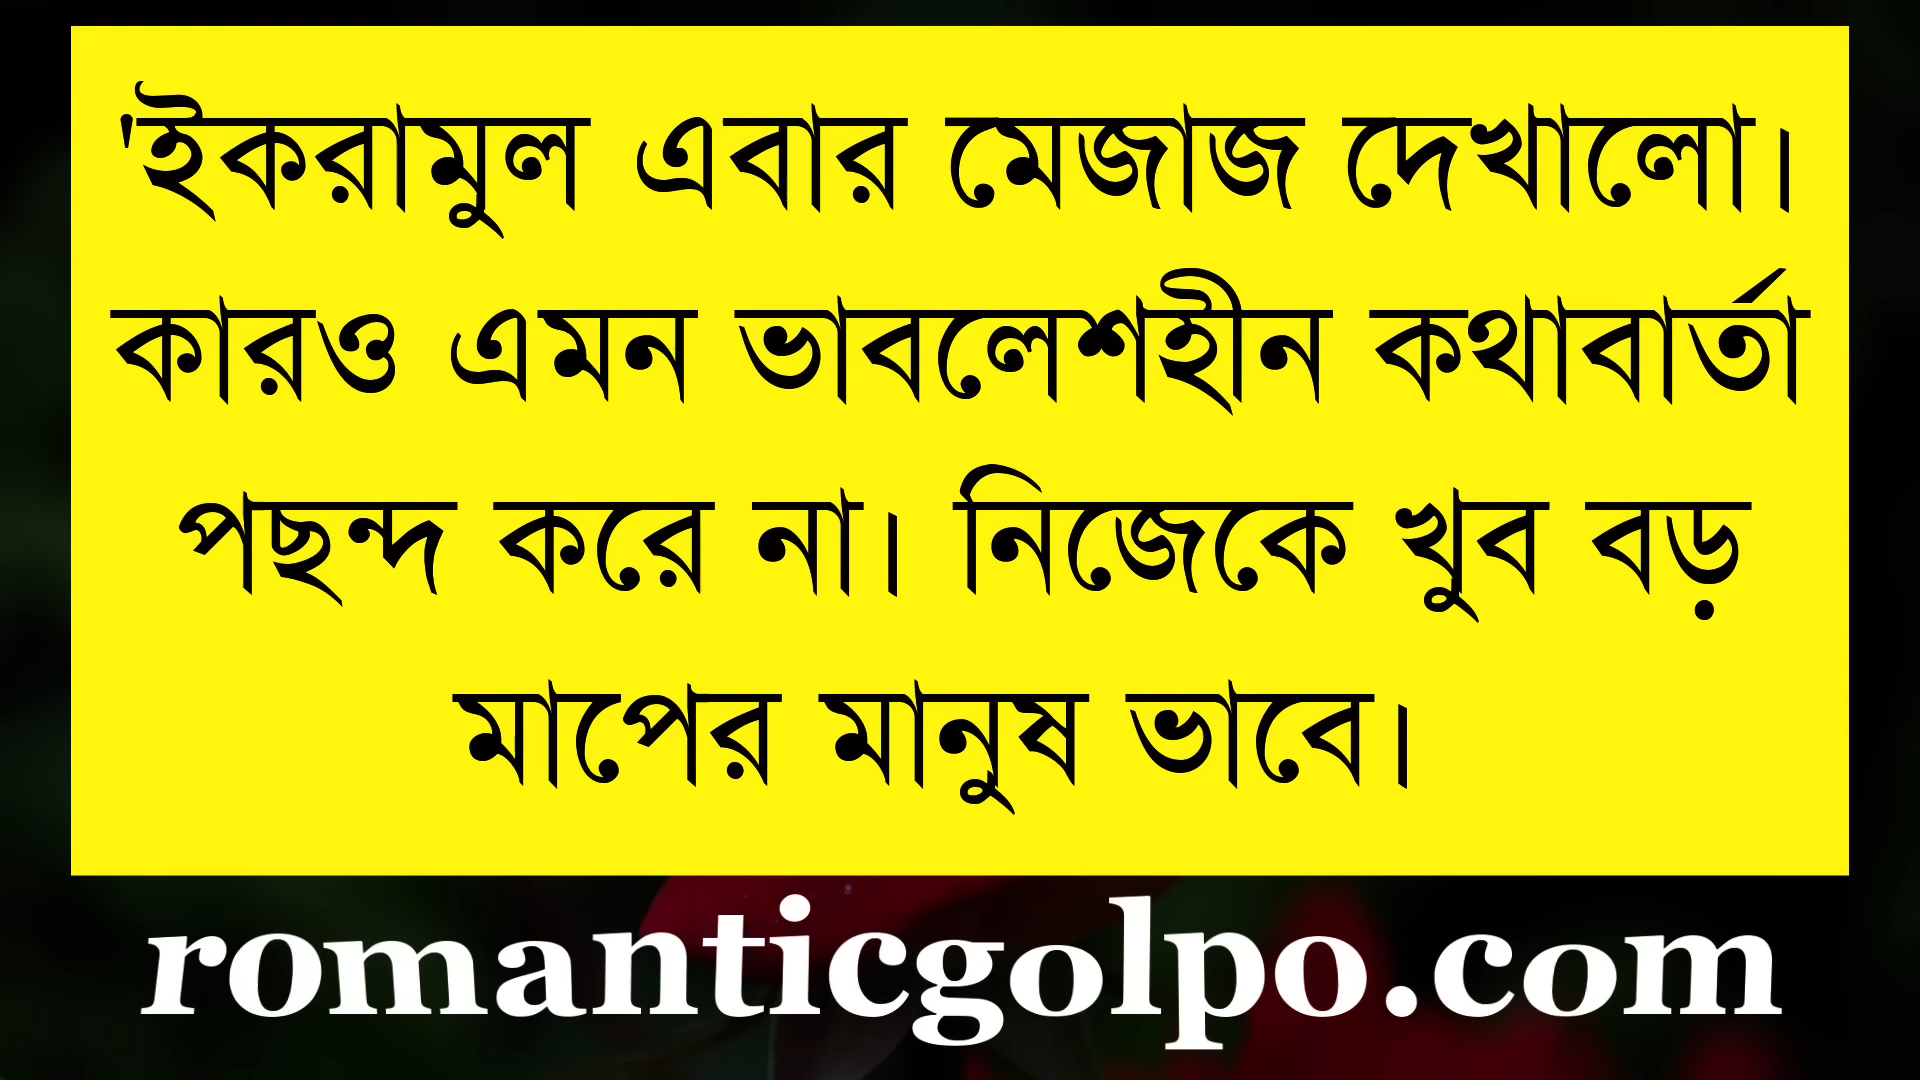 'ইকরামুল এবার মেজাজ দেখালো।
কারও এমন ভাবলেশহীন কথাবার্তা
পছন্দ করে না। নিজেকে খুব বড়
মাপের মানুষ ভাবে।
romanticgolpo.com